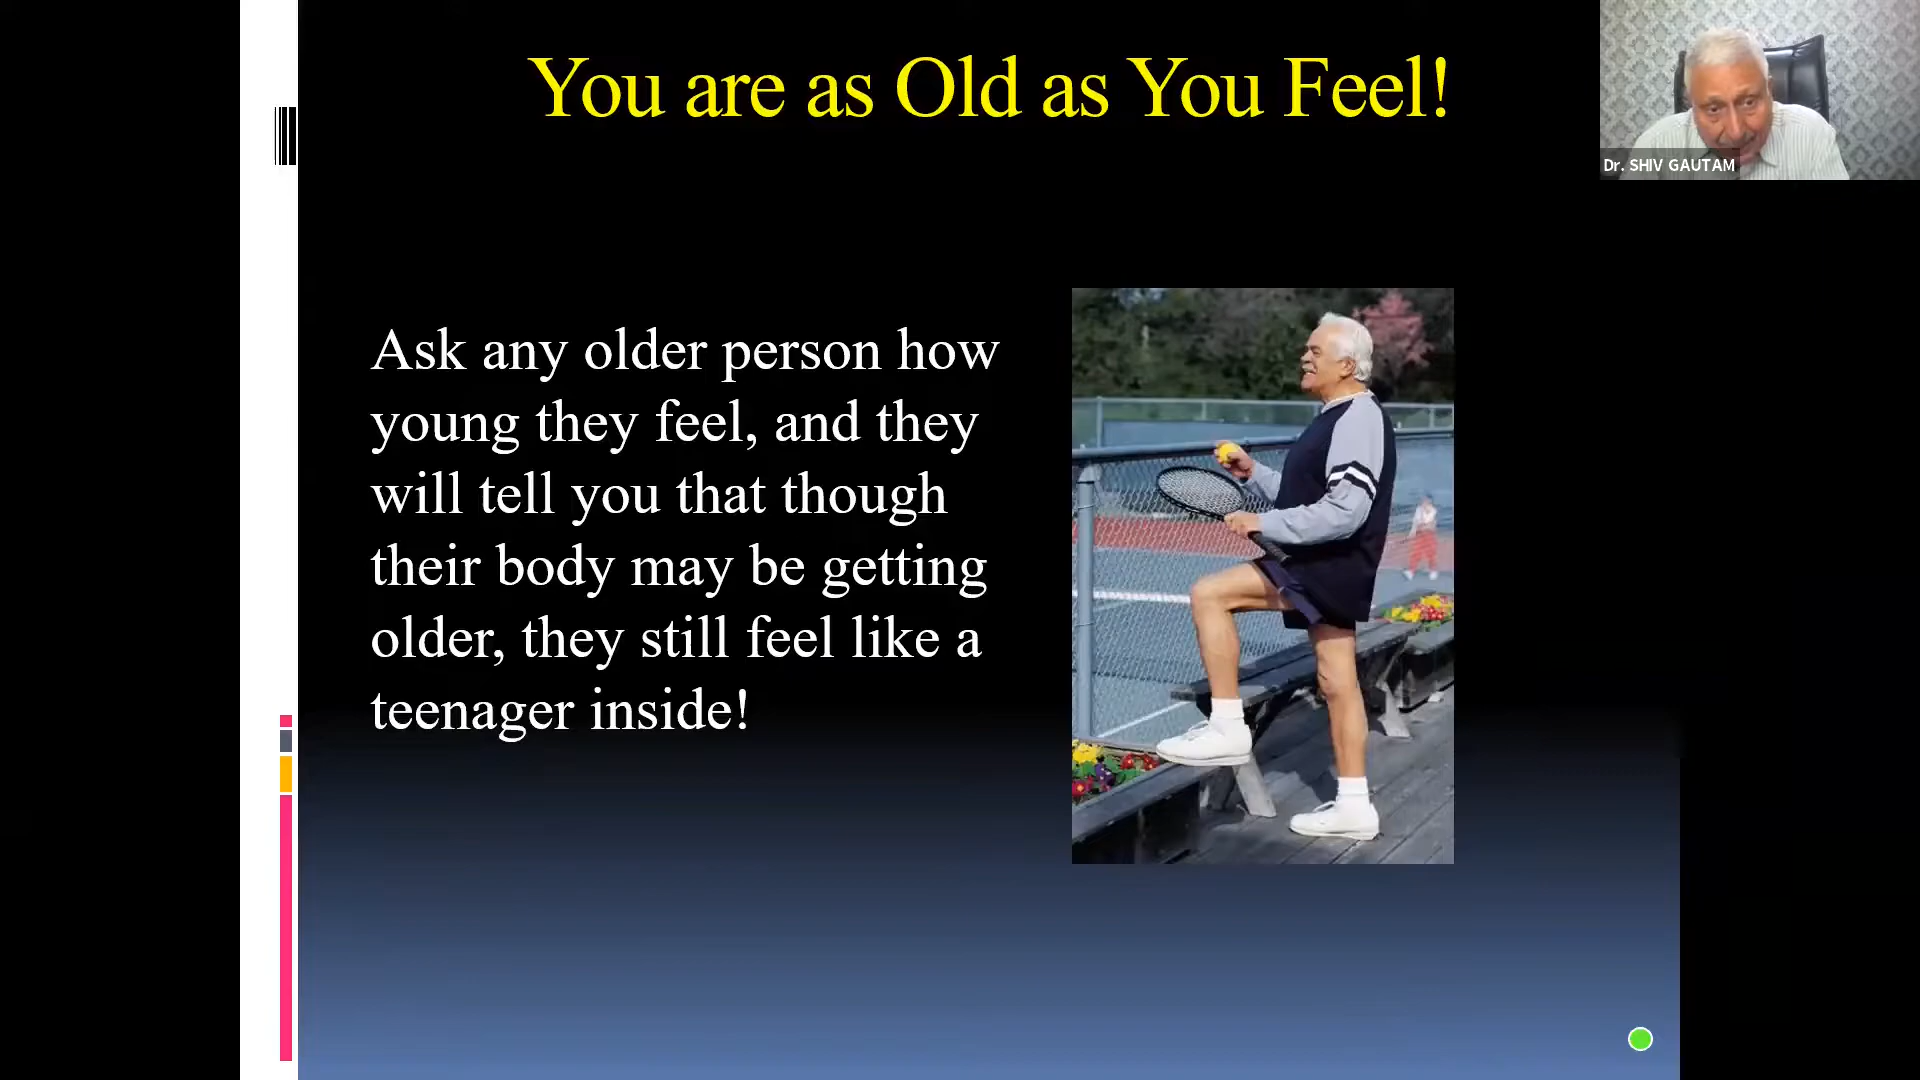 You are as Old as You Feel!
Dr. SHIV GAUTAM
Ask any older person how
young they feel, and they
will tell you that though
their body may be getting
older, they still feel like a
teenager inside!